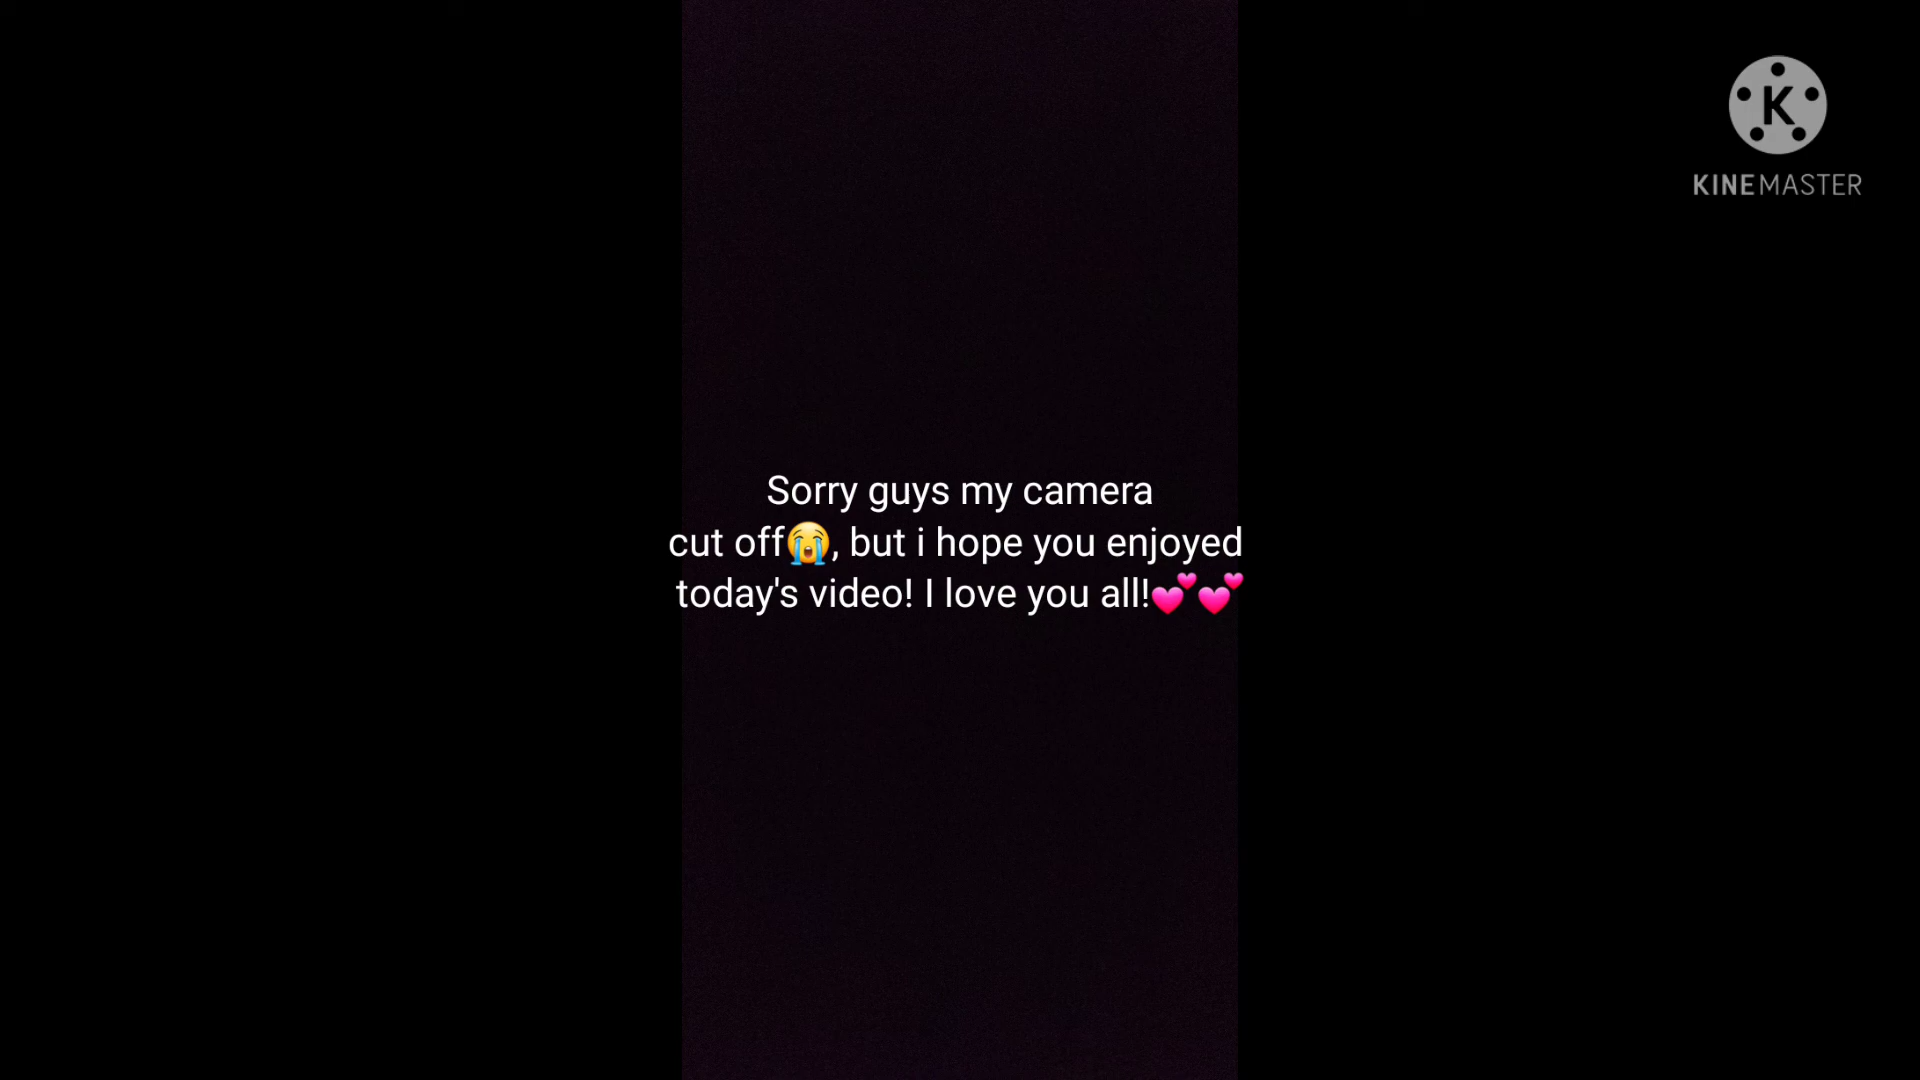 K
KINEMASTER
Sorry guys my camera
cut off😭, but i hope you enjoyed
today's video! I love you all!💕💕